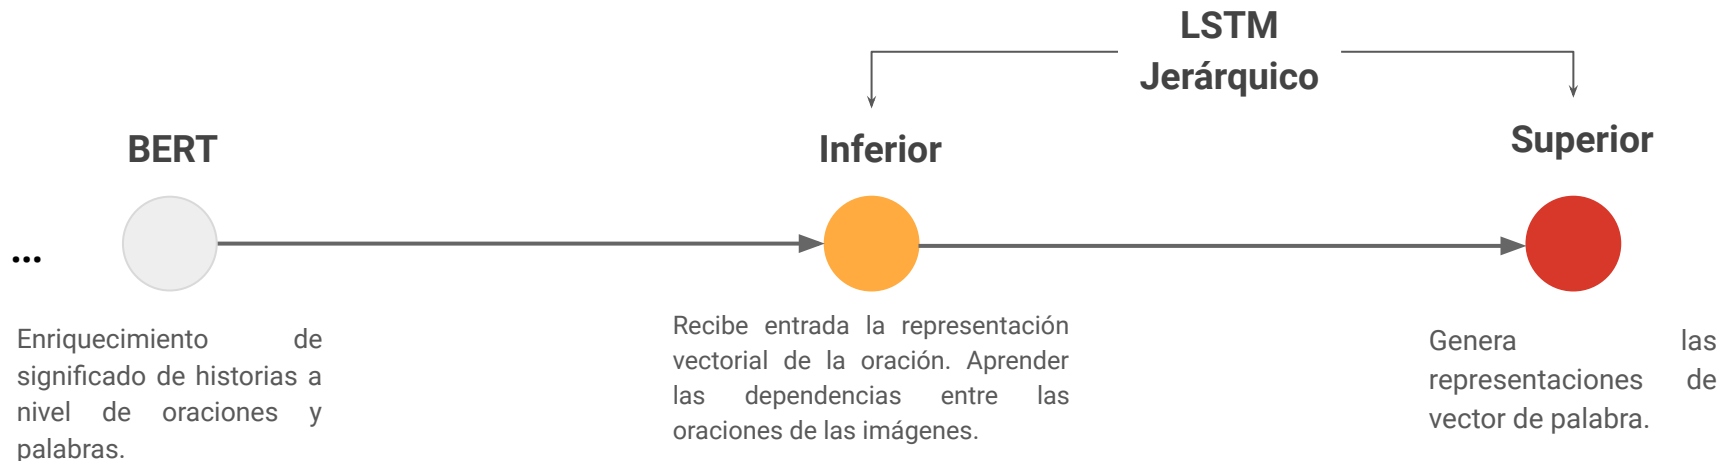 LSTM
Jerárquico
BERT
Inferior
Superior
...
Enriquecimiento de
significado de historias a
nivel de oraciones y
palabras.
Recibe entrada la representación
vectorial de la oración. Aprender
las dependencias entre las
oraciones de las imágenes.
Genera las
representaciones de
vector de palabra.